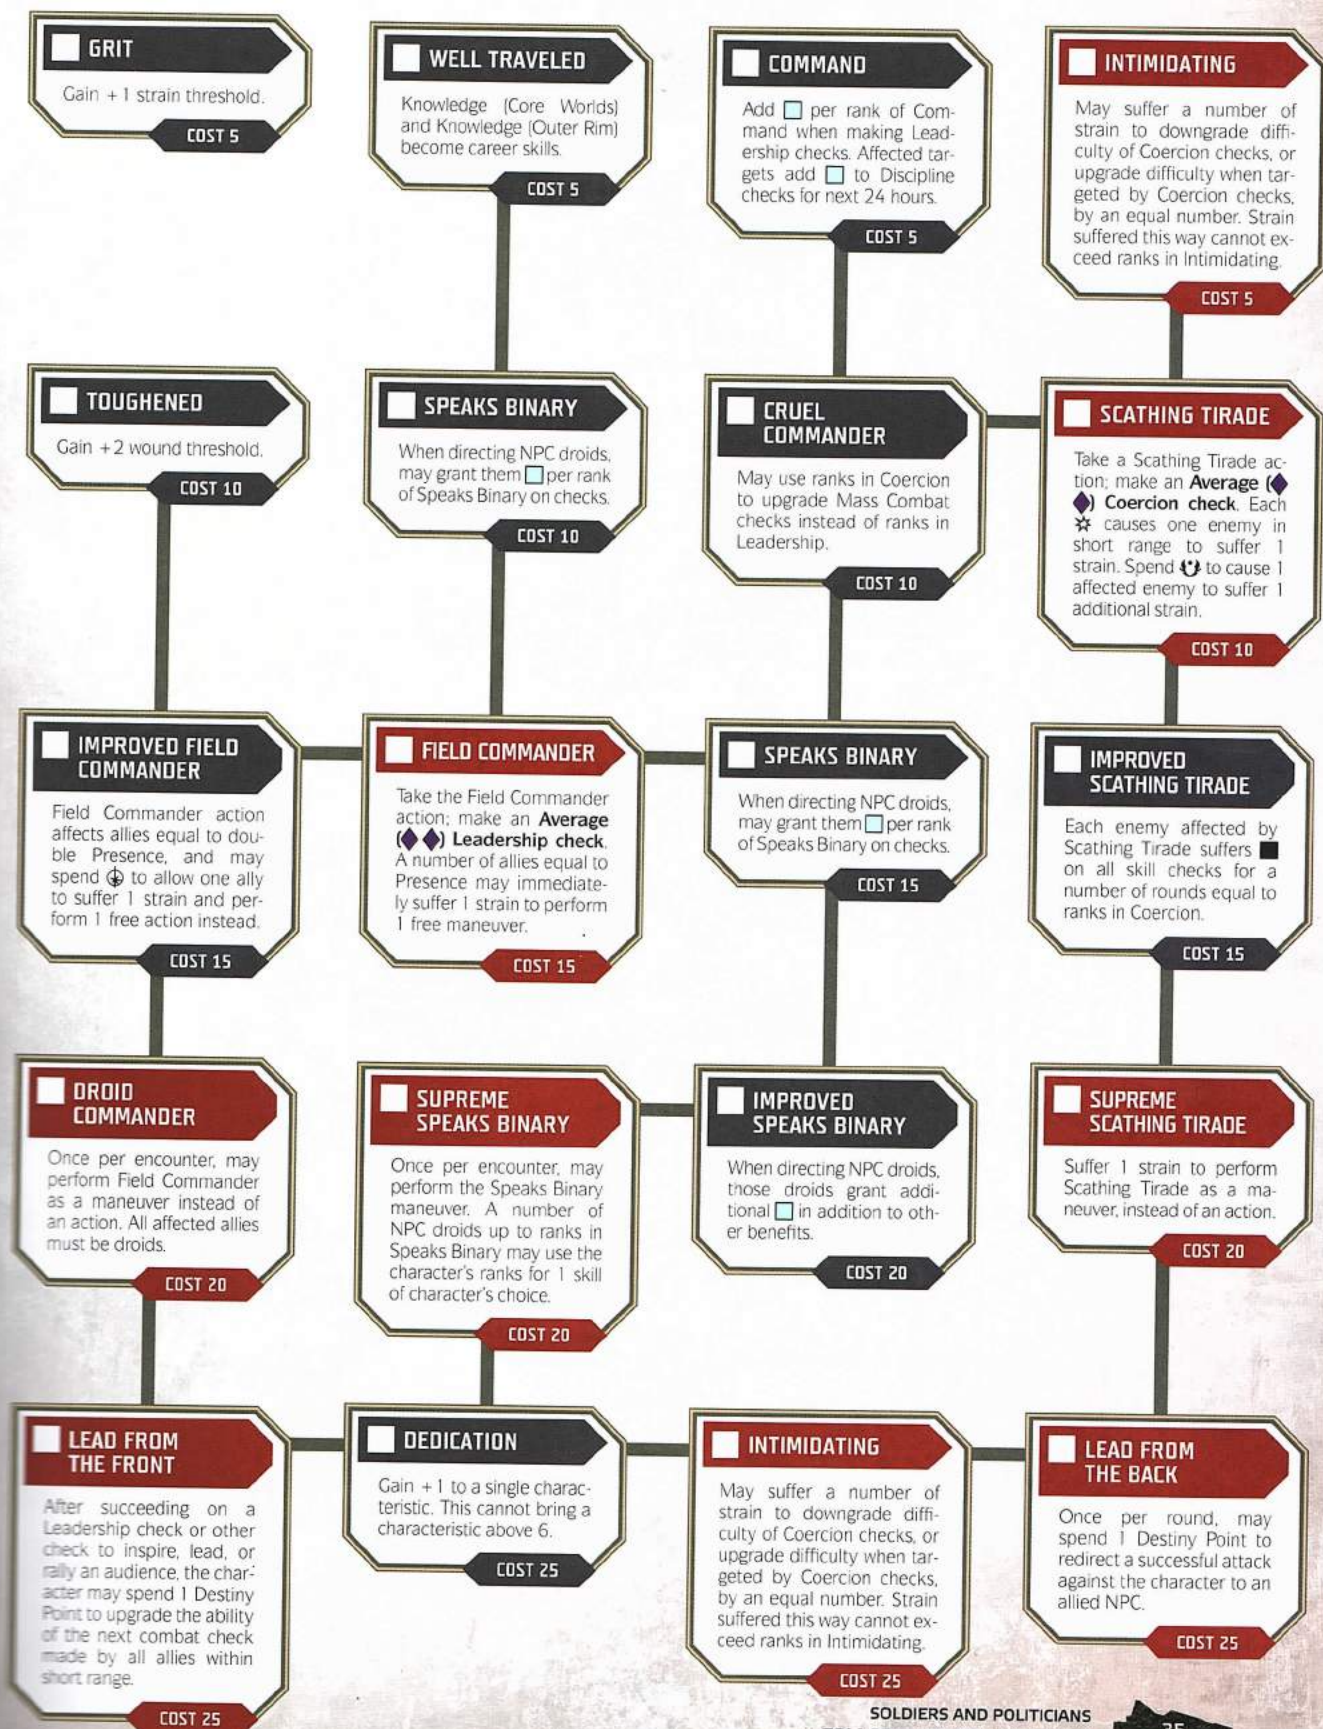 GRIT
Gain +1 strain threshold.
COST 5
WELL TRAVELED
Knowledge (Core Worlds)
and Knowledge (Outer Rim)
become career skills.
COST 5
COMMAND
Add per rank of Com-
mand when making Lead-
ership checks. Affected tar-
gets add to Discipline
checks for next 24 hours.
COST 5
INTIMIDATING
May suffer a number of
strain to downgrade diffi-
culty of Coercion checks, or
upgrade difficulty when tar-
geted by Coercion checks,
by an equal number. Strain
suffered this way cannot ex-
ceed ranks in Intimidating.
COST 5
TOUGHENED
Gain +2 wound threshold.
COST 10
SPEAKS BINARY
When directing NPC droids,
may grant them per rank
of Speaks Binary on checks.
COST 10
CRUEL
COMMANDER
May use ranks in Coercion
to upgrade Mass Combat
checks instead of ranks in
Leadership.
COST 10
SCATHING TIRADE
Take a Scathing Tirade ac-
tion; make an Average (
) Coercion check. Each
causes one enemy in
short range to suffer 1
strain. Spend to cause 1
affected enemy to suffer 1
additional strain.
COST 10
IMPROVED FIELD
COMMANDER
Field Commander action
affects allies equal to dou-
ble Presence, and may
spend to allow one ally
to suffer 1 strain and per-
form 1 free action instead.
COST 15
FIELD COMMANDER
Take the Field Commander
action; make an Average
( ) Leadership check.
A number of allies equal to
Presence may immediate-
ly suffer 1 strain to perform
1 free maneuver.
COST 15
SPEAKS BINARY
When directing NPC droids,
may grant them per rank
of Speaks Binary on checks.
COST 15
IMPROVED
SCATHING TIRADE
Each enemy affected by
Scathing Tirade suffers
on all skill checks for a
number of rounds equal to
ranks in Coercion.
COST 15
DROID
COMMANDER
Once per encounter, may
perform Field Commander
as a maneuver instead of
an action. All affected allies
must be droids.
COST 20
SUPREME
SPEAKS BINARY
Once per encounter, may
perform the Speaks Binary
maneuver. A number of
NPC droids up to ranks in
Speaks Binary may use the
character's ranks for 1 skill
of character's choice.
COST 20
IMPROVED
SPEAKS BINARY
When directing NPC droids,
those droids grant addi-
tional in addition to oth-
er benefits.
COST 20
SUPREME
SCATHING TIRADE
Suffer 1 strain to perform
Scathing Tirade as a ma-
neuver, instead of an action.
COST 20
LEAD FROM
THE FRONT
After succeeding on a
Leadership check or other
check to inspire, lead, or
rally an audience, the char-
acter may spend 1 Destiny
Point to upgrade the ability
of the next combat check
made by all allies within
short range.
COST 25
DEDICATION
Gain +1 to a single charac-
teristic. This cannot bring a
characteristic above 6.
COST 25
INTIMIDATING
May suffer a number of
strain to downgrade diffi-
culty of Coercion checks, or
upgrade difficulty when tar-
geted by Coercion checks,
by an equal number. Strain
suffered this way cannot ex-
ceed ranks in Intimidating.
COST 25
LEAD FROM
THE BACK
Once per round, may
spend 1 Destiny Point to
redirect a successful attack
against the character to an
allied NPC.
COST 25
SOLDIERS AND POLITICIANS